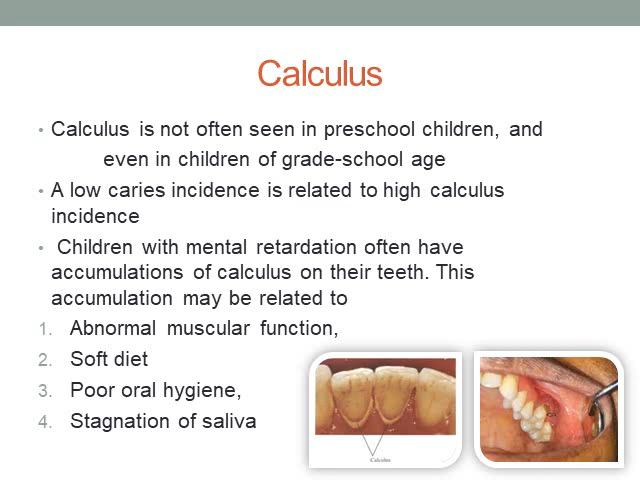 Calculus
• Calculus is not often seen in preschool children, and
even in children of grade-school age
• A low caries incidence is related to high calculus
incidence
• Children with mental retardation often have
accumulations of calculus on their teeth. This
accumulation may be related to
1. Abnormal muscular function,
2. Soft diet
3. Poor oral hygiene,
4. Stagnation of saliva
Calculus